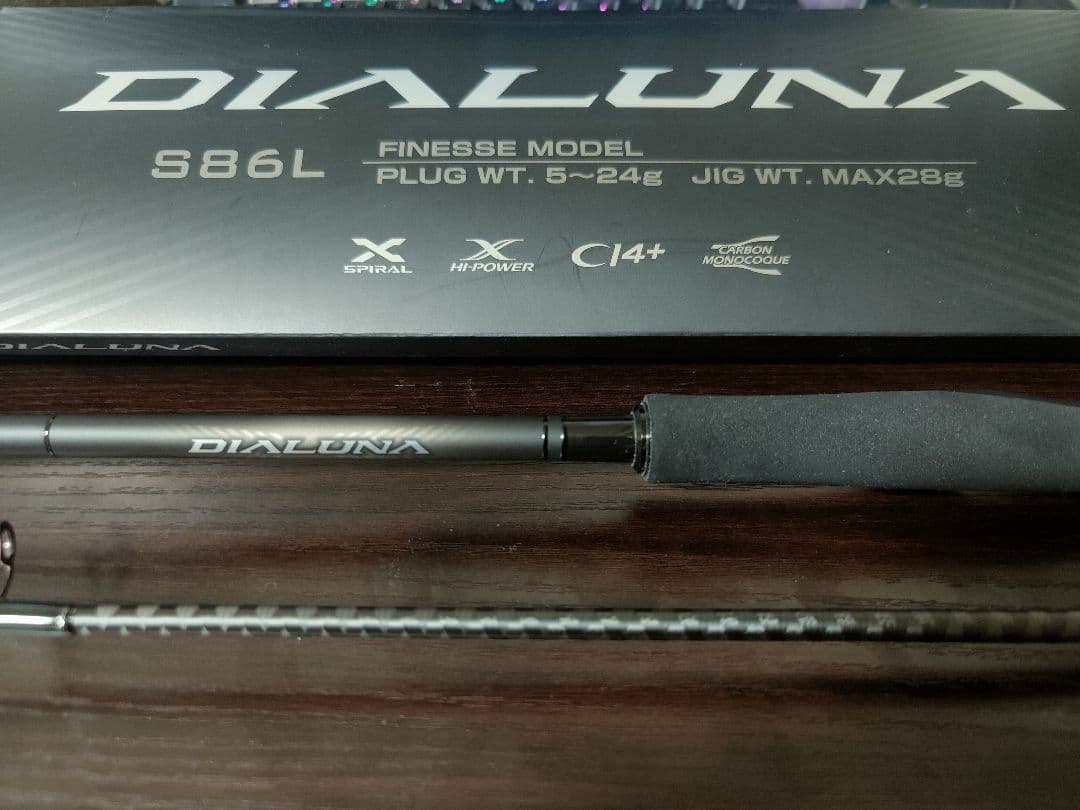 DIALUNA
S86L
FINESSE MODEL
PLUG WT. 5~24g JIG WT. MAX28g
X SPIRAL
X HI-POWER
CI4+
CARBON
MONOCOQUE
DIALUNA
DIALUNA